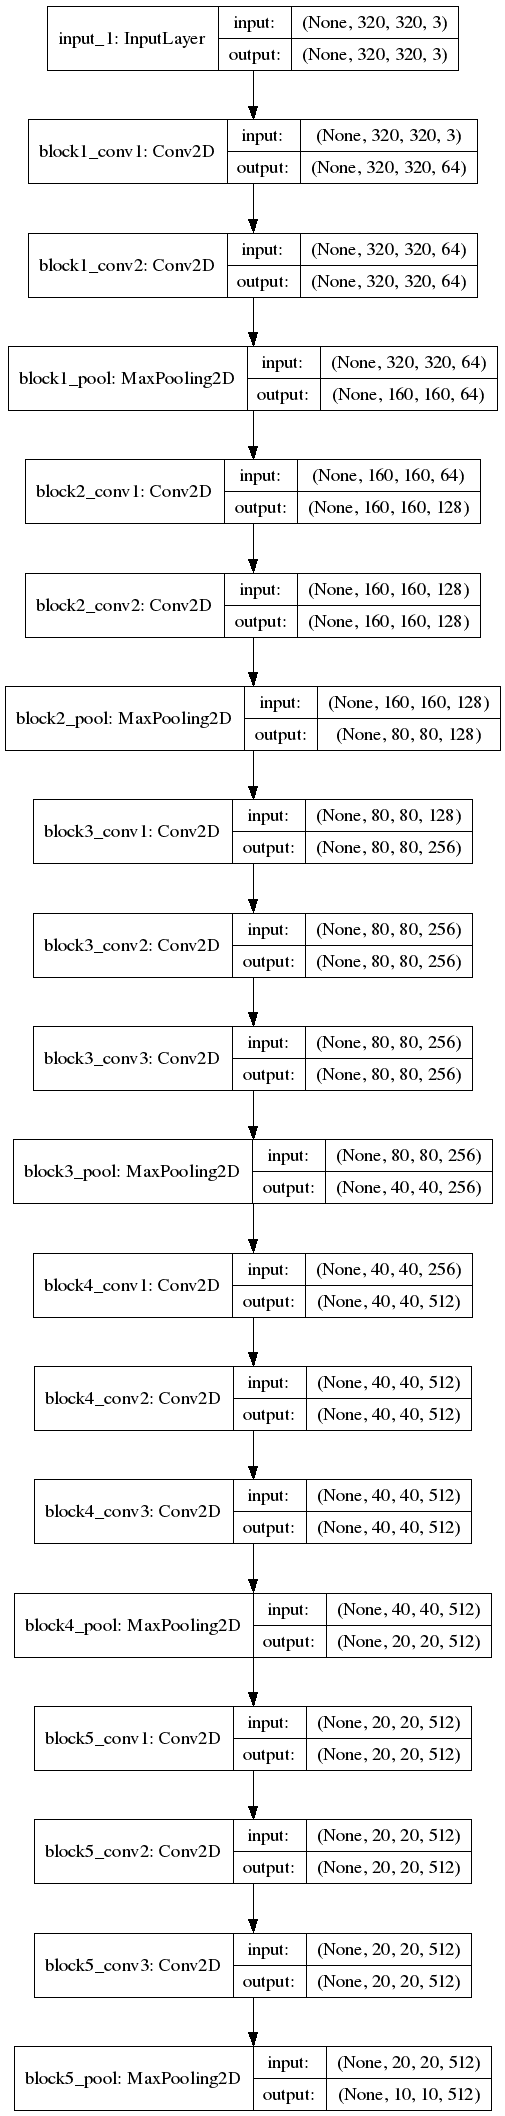 input_1: InputLayer
input: (None, 320, 320, 3)
output: (None, 320, 320, 3)
block1_conv1: Conv2D
input: (None, 320, 320, 3)
output: (None, 320, 320, 64)
block1_conv2: Conv2D
input: (None, 320, 320, 64)
output: (None, 320, 320, 64)
block1_pool: MaxPooling2D
input: (None, 320, 320, 64)
output: (None, 160, 160, 64)
block2_conv1: Conv2D
input: (None, 160, 160, 64)
output: (None, 160, 160, 128)
block2_conv2: Conv2D
input: (None, 160, 160, 128)
output: (None, 160, 160, 128)
block2_pool: MaxPooling2D
input: (None, 160, 160, 128)
output: (None, 80, 80, 128)
block3_conv1: Conv2D
input: (None, 80, 80, 128)
output: (None, 80, 80, 256)
block3_conv2: Conv2D
input: (None, 80, 80, 256)
output: (None, 80, 80, 256)
block3_conv3: Conv2D
input: (None, 80, 80, 256)
output: (None, 80, 80, 256)
block3_pool: MaxPooling2D
input: (None, 80, 80, 256)
output: (None, 40, 40, 256)
block4_conv1: Conv2D
input: (None, 40, 40, 256)
output: (None, 40, 40, 512)
block4_conv2: Conv2D
input: (None, 40, 40, 512)
output: (None, 40, 40, 512)
block4_conv3: Conv2D
input: (None, 40, 40, 512)
output: (None, 40, 40, 512)
block4_pool: MaxPooling2D
input: (None, 40, 40, 512)
output: (None, 20, 20, 512)
block5_conv1: Conv2D
input: (None, 20, 20, 512)
output: (None, 20, 20, 512)
block5_conv2: Conv2D
input: (None, 20, 20, 512)
output: (None, 20, 20, 512)
block5_conv3: Conv2D
input: (None, 20, 20, 512)
output: (None, 20, 20, 512)
block5_pool: MaxPooling2D
input: (None, 20, 20, 512)
output: (None, 10, 10, 512)